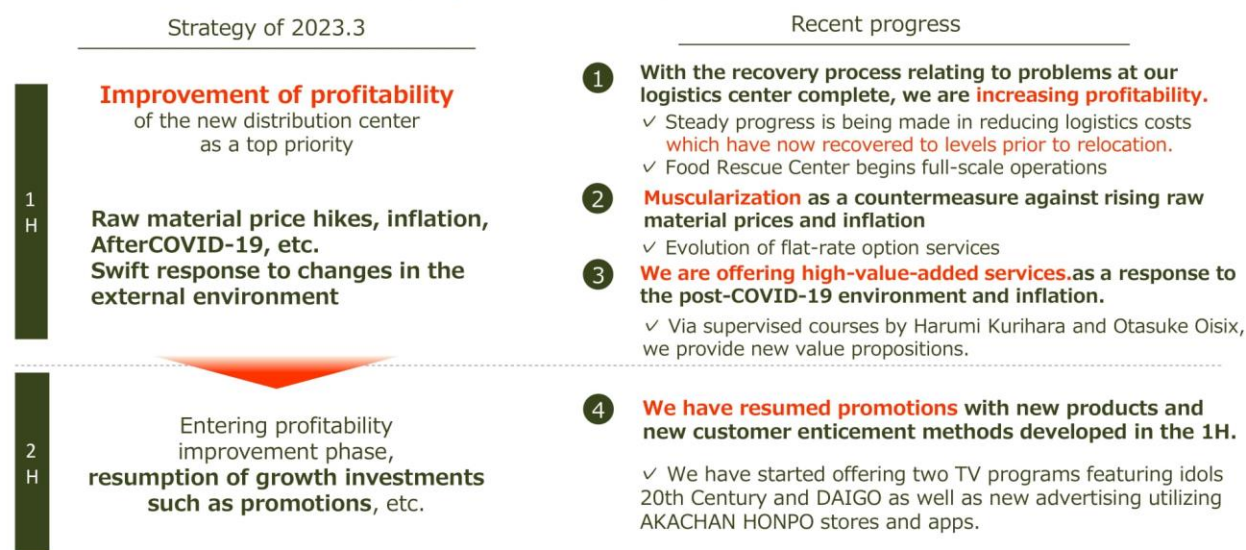 Strategy of 2023.3
Recent progress
1
H
Improvement of profitability
of the new distribution center
as a top priority
Raw material price hikes, inflation,
AfterCOVID-19, etc.
Swift response to changes in the
external environment
1
With the recovery process relating to problems at our
logistics center complete, we are increasing profitability.
✓ Steady progress is being made in reducing logistics costs
which have now recovered to levels prior to relocation.
✓ Food Rescue Center begins full-scale operations
2
Muscularization as a countermeasure against rising raw
material prices and inflation
✓ Evolution of flat-rate option services
3
We are offering high-value-added services.as a response to
the post-COVID-19 environment and inflation.
✓ Via supervised courses by Harumi Kurihara and Otasuke Oisix,
we provide new value propositions.
2
H
Entering profitability
improvement phase,
resumption of growth investments
such as promotions, etc.
4
We have resumed promotions with new products and
new customer enticement methods developed in the 1H.
✓ We have started offering two TV programs featuring idols
20th Century and DAIGO as well as new advertising utilizing
AKACHAN HONPO stores and apps.